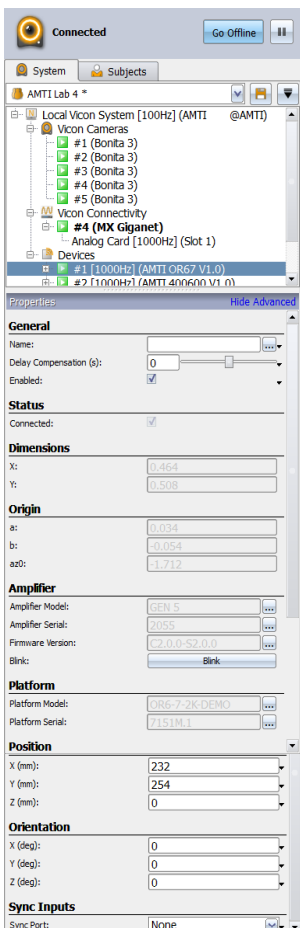 Connected
Go Offline
System
Subjects
AMTI Lab 4 *
Local Vicon System [100Hz] (AMTI @AMTI)
Vicon Cameras
#1 (Bonita 3)
#2 (Bonita 3)
#3 (Bonita 3)
#4 (Bonita 3)
#5 (Bonita 3)
Vicon Connectivity
#4 (MX Giganet)
Analog Card [1000Hz] (Slot 1)
Devices
#1 [1000Hz] (AMTI OR67 V1.0)
#2 [1000Hz] (AMTI 400600 V1.0)
Properties Hide Advanced
General
Name: ...
Delay Compensation (s): 0
Enabled:
Status
Connected:
Dimensions
X: 0.464
Y: 0.508
Origin
a: 0.034
b: -0.054
az0: -1.712
Amplifier
Amplifier Model: GEN 5 ...
Amplifier Serial: 2055 ...
Firmware Version: C2.0.0-S2.0.0 ...
Blink: Blink
Platform
Platform Model: OR6-7-2K-DEMO ...
Platform Serial: 7151M.1 ...
Position
X (mm): 232
Y (mm): 254
Z (mm): 0
Orientation
X (deg): 0
Y (deg): 0
Z (deg): 0
Sync Inputs
Sync Port: None